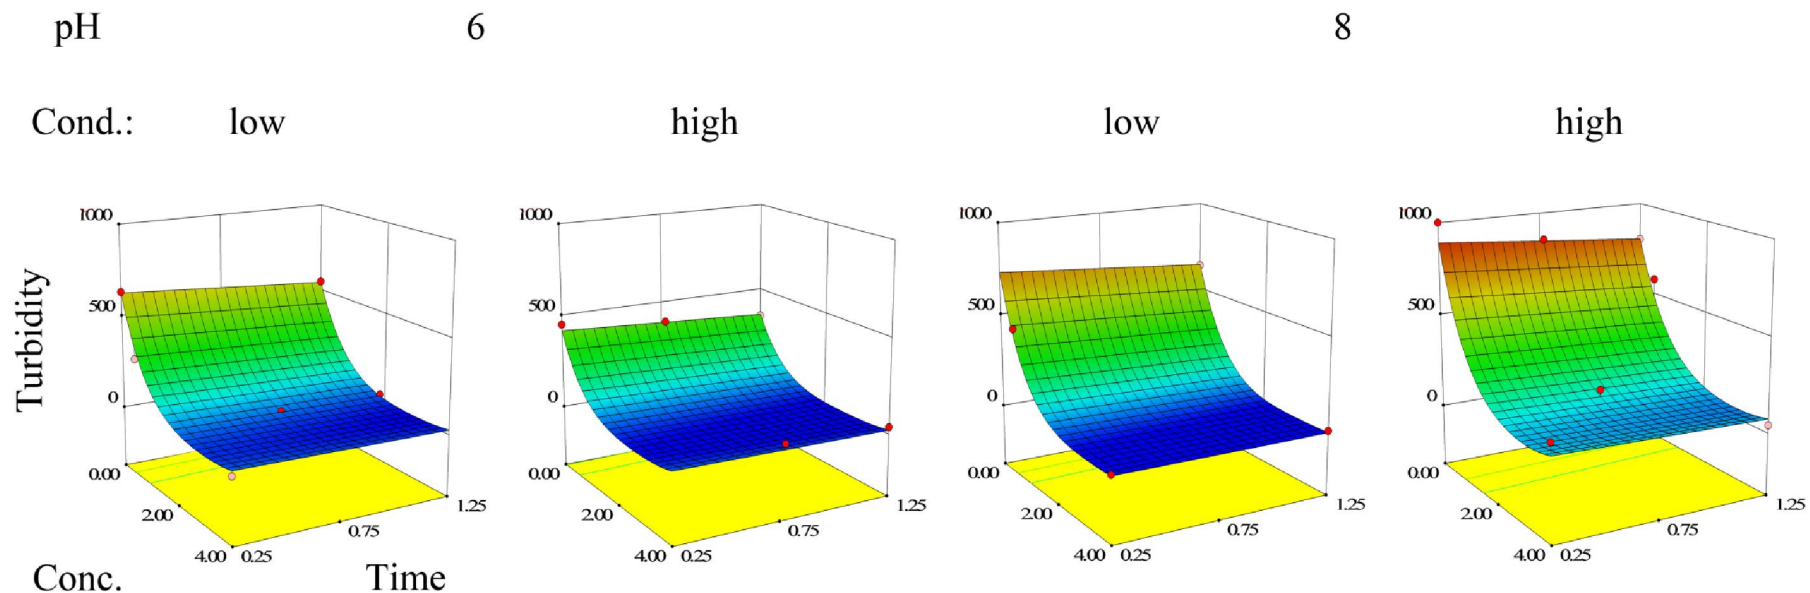 pH 6 8
Cond.: low high low high
Turbidity
1000 1000 1000 1000
500 500 500 500
0 0 0 0
0.00 1.25 0.00 1.25 0.00 1.25 0.00 1.25
2.00 0.75 2.00 0.75 2.00 0.75 2.00 0.75
4.00 0.25 4.00 0.25 4.00 0.25 4.00 0.25
Conc. Time